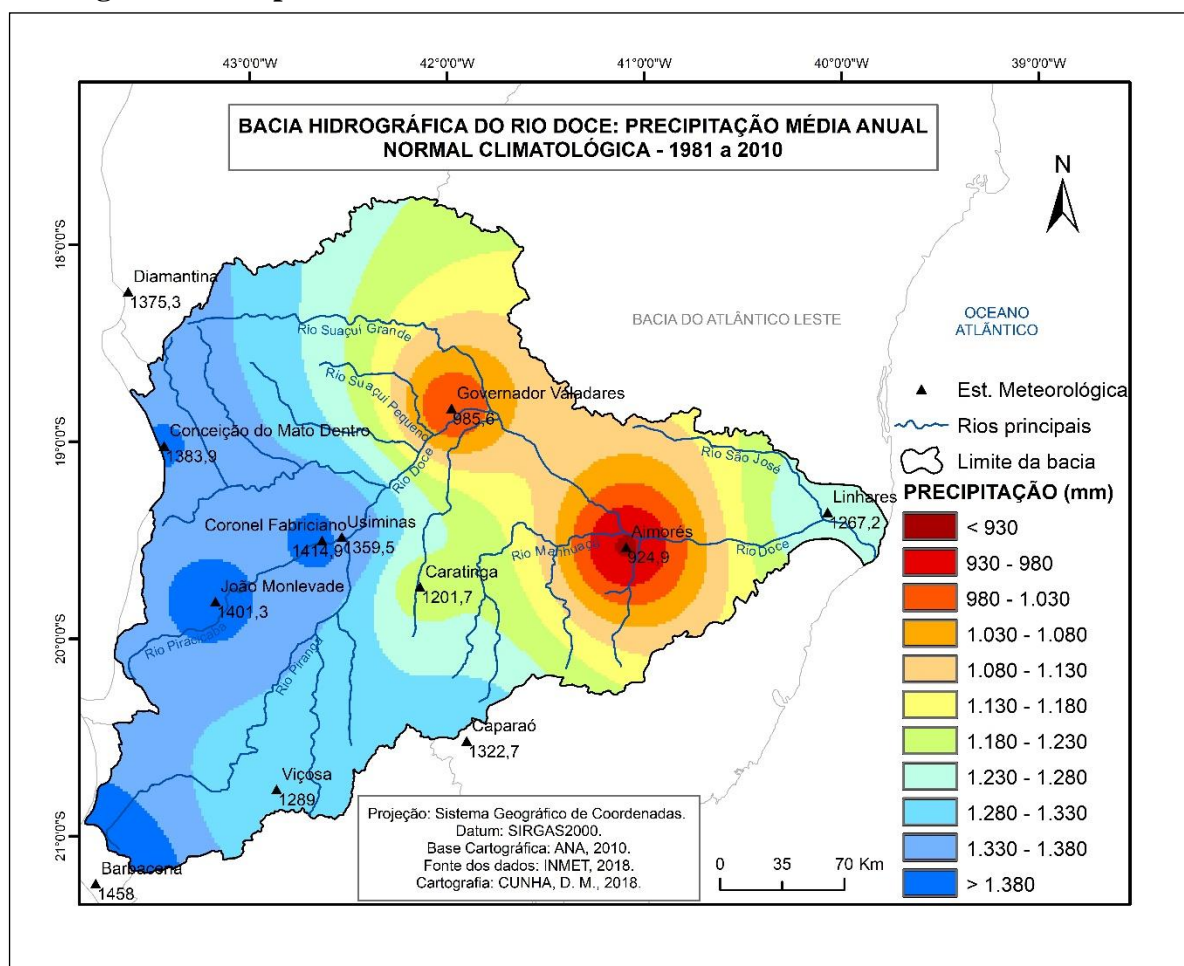 43°0'0"W
42°0'0"W
41°0'0"W
40°0'0"W
39°0'0"W
BACIA HIDROGRÁFICA DO RIO DOCE: PRECIPITAÇÃO MÉDIA ANUAL
NORMAL CLIMATOLÓGICA - 1981 a 2010
N
18°0'0"S
19°0'0"S
20°0'0"S
21°0'0"S
Diamantina
1375,3
Rio Suaçuí Grande
BACIA DO ATLÂNTICO LESTE
OCEANO
ATLÂNTICO
Rio Suaçuí Pequeno
Governador Valadares
985,6
Conceição do Mato Dentro
1383,9
Rio Doce
Rio São José
Linhares
1267,2
Coronel Fabriciano
1414,9
Usiminas
1359,5
Aimorés
924,9
Rio Manhuaçu
Rio Doce
João Monlevade
1401,3
Caratinga
1201,7
Rio Piracicaba
Rio Piranga
Caparaó
1322,7
Viçosa
1289
Barbacena
1458
Est. Meteorológica
Rios principais
Limite da bacia
PRECIPITAÇÃO (mm)
< 930
930 - 980
980 - 1.030
1.030 - 1.080
1.080 - 1.130
1.130 - 1.180
1.180 - 1.230
1.230 - 1.280
1.280 - 1.330
1.330 - 1.380
> 1.380
Projeção: Sistema Geográfico de Coordenadas.
Datum: SIRGAS2000.
Base Cartográfica: ANA, 2010.
Fonte dos dados: INMET, 2018.
Cartografia: CUNHA, D. M., 2018.
0 35 70 Km